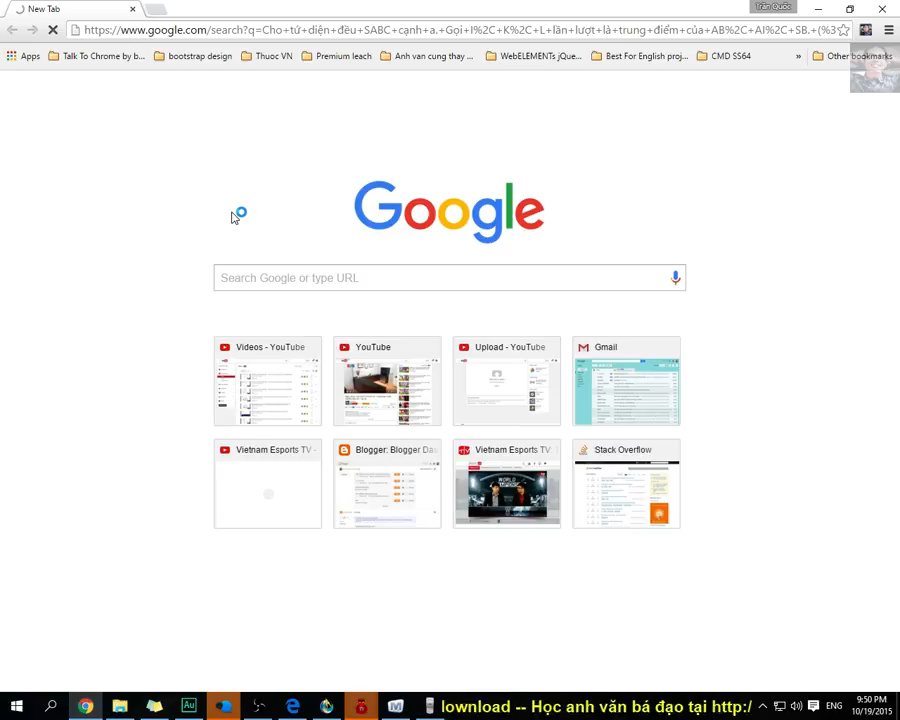 New Tab
Trần Quốc
https://www.google.com/search?q=Cho+tứ+diện+đều+SABC+cạnh+a.+Gọi+I%2C+K%2C+L+lần+lượt+là+trung+điểm+của+AB%2C+AI%2C+SB.+(%3
Apps
Talk To Chrome by b...
bootstrap design
Thuoc VN
Premium leach
Anh van cung thay ...
WebELEMENTs jQue...
Best For English proj...
CMD SS64
»
Other bookmarks
Google
Search Google or type URL
Videos - YouTube
YouTube
Upload - YouTube
Gmail
Vietnam Esports TV -
Blogger: Blogger Das
Vietnam Esports TV:
Stack Overflow
lownload -- Học anh văn bá đạo tại http:/
ENG
9:50 PM
10/19/2015